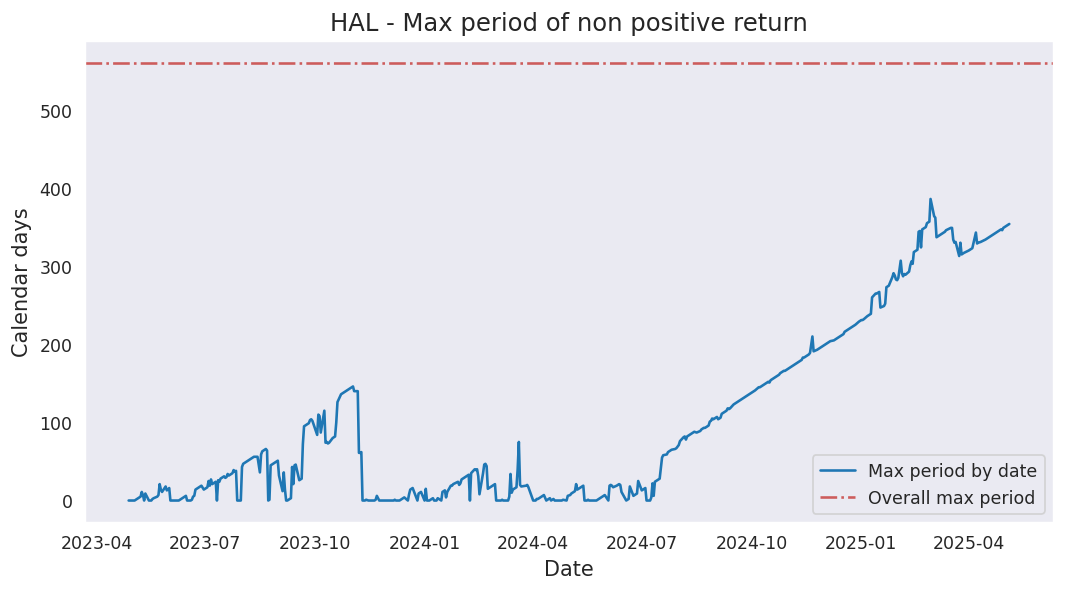 HAL - Max period of non positive return
Calendar days
500
400
300
200
100
0
2023-04 2023-07 2023-10 2024-01 2024-04 2024-07 2024-10 2025-01 2025-04
Date
Max period by date
Overall max period